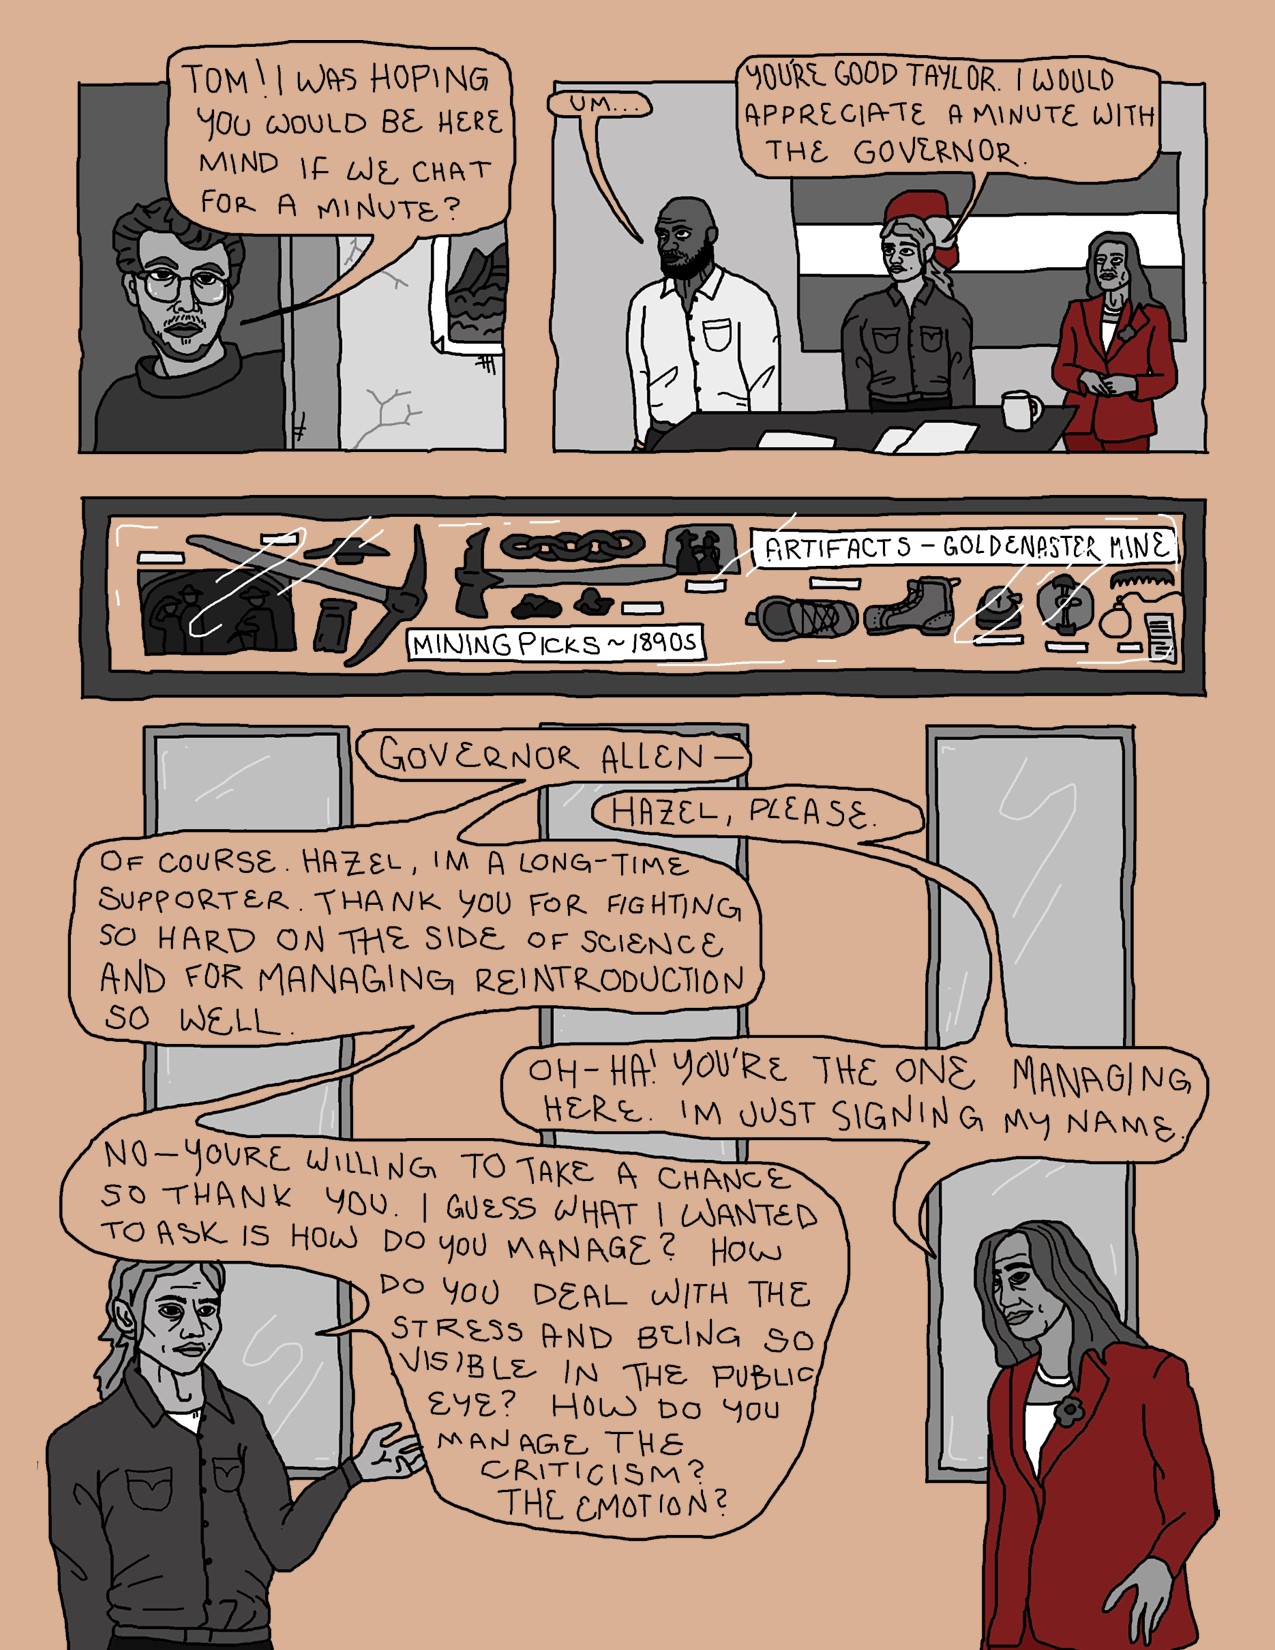 TOM! I WAS HOPING
YOU WOULD BE HERE
MIND IF WE CHAT
FOR A MINUTE?
UM...
YOU'RE GOOD TAYLOR. I WOULD
APPRECIATE A MINUTE WITH
THE GOVERNOR.
ARTIFACTS – GOLDENASTER MINE
MINING PICKS ~ 1890S
GOVERNOR ALLEN —
HAZEL, PLEASE.
OF COURSE. HAZEL, IM A LONG-TIME
SUPPORTER. THANK YOU FOR FIGHTING
SO HARD ON THE SIDE OF SCIENCE
AND FOR MANAGING REINTRODUCTION
SO WELL.
OH-HA! YOU'RE THE ONE MANAGING
HERE. IM JUST SIGNING MY NAME.
NO—YOURE WILLING TO TAKE A CHANCE
SO THANK YOU. I GUESS WHAT I WANTED
TO ASK IS HOW DO YOU MANAGE? HOW
DO YOU DEAL WITH THE
STRESS AND BEING SO
VISIBLE IN THE PUBLIC
EYE? HOW DO YOU
MANAGE THE
CRITICISM?
THE EMOTION?